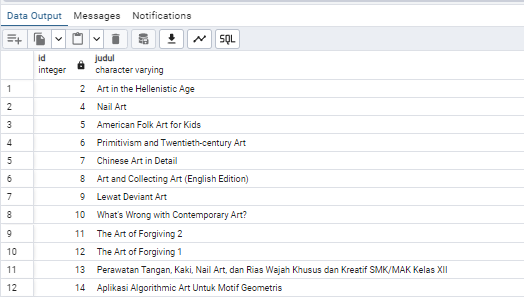 Data Output Messages Notifications
SQL
id judul
integer character varying
1 2 Art in the Hellenistic Age
2 4 Nail Art
3 5 American Folk Art for Kids
4 6 Primitivism and Twentieth-century Art
5 7 Chinese Art in Detail
6 8 Art and Collecting Art (English Edition)
7 9 Lewat Deviant Art
8 10 What's Wrong with Contemporary Art?
9 11 The Art of Forgiving 2
10 12 The Art of Forgiving 1
11 13 Perawatan Tangan, Kaki, Nail Art, dan Rias Wajah Khusus dan Kreatif SMK/MAK Kelas XII
12 14 Aplikasi Algorithmic Art Untuk Motif Geometris